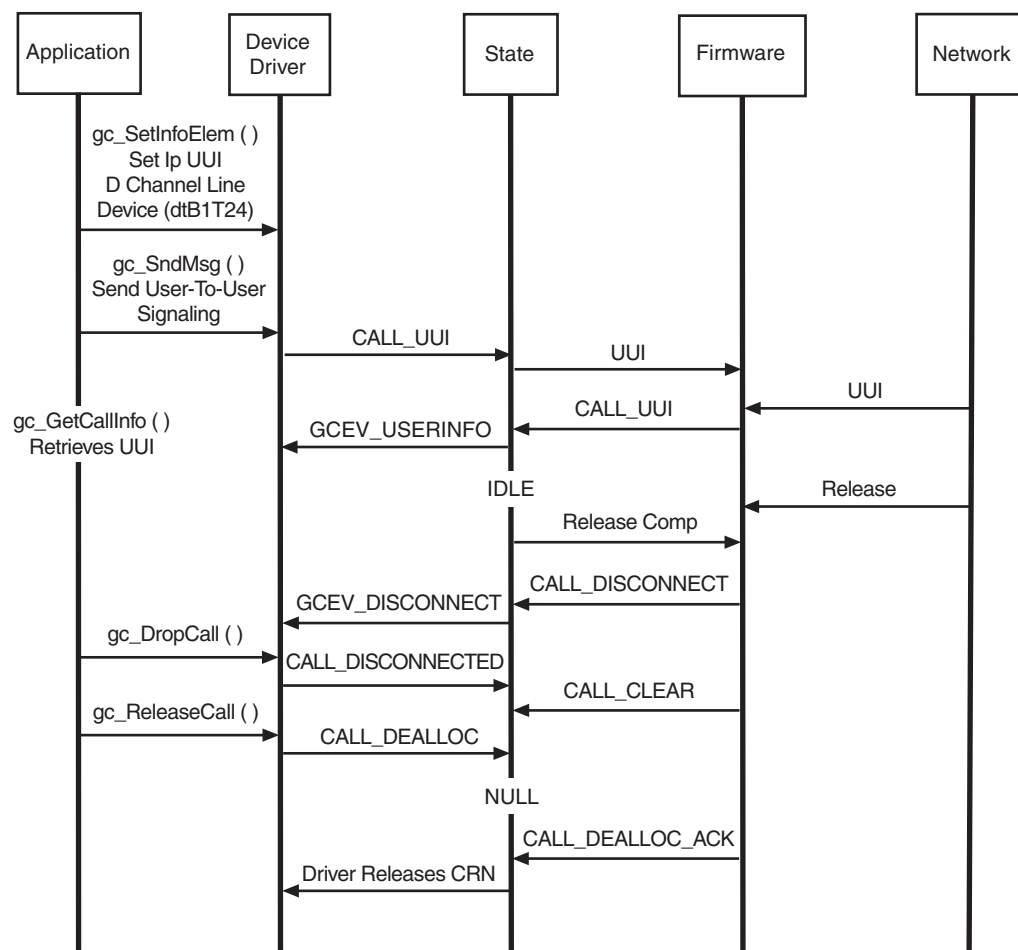 Application
Device
Driver
State
Firmware
Network
gc_SetInfoElem ( )
Set Ip UUI
D Channel Line
Device (dtB1T24)
gc_SndMsg ( )
Send User-To-User
Signaling
CALL_UUI
UUI
UUI
CALL_UUI
gc_GetCallInfo ( )
Retrieves UUI
GCEV_USERINFO
IDLE
Release
Release Comp
CALL_DISCONNECT
GCEV_DISCONNECT
gc_DropCall ( )
CALL_DISCONNECTED
CALL_CLEAR
gc_ReleaseCall ( )
CALL_DEALLOC
NULL
CALL_DEALLOC_ACK
Driver Releases CRN